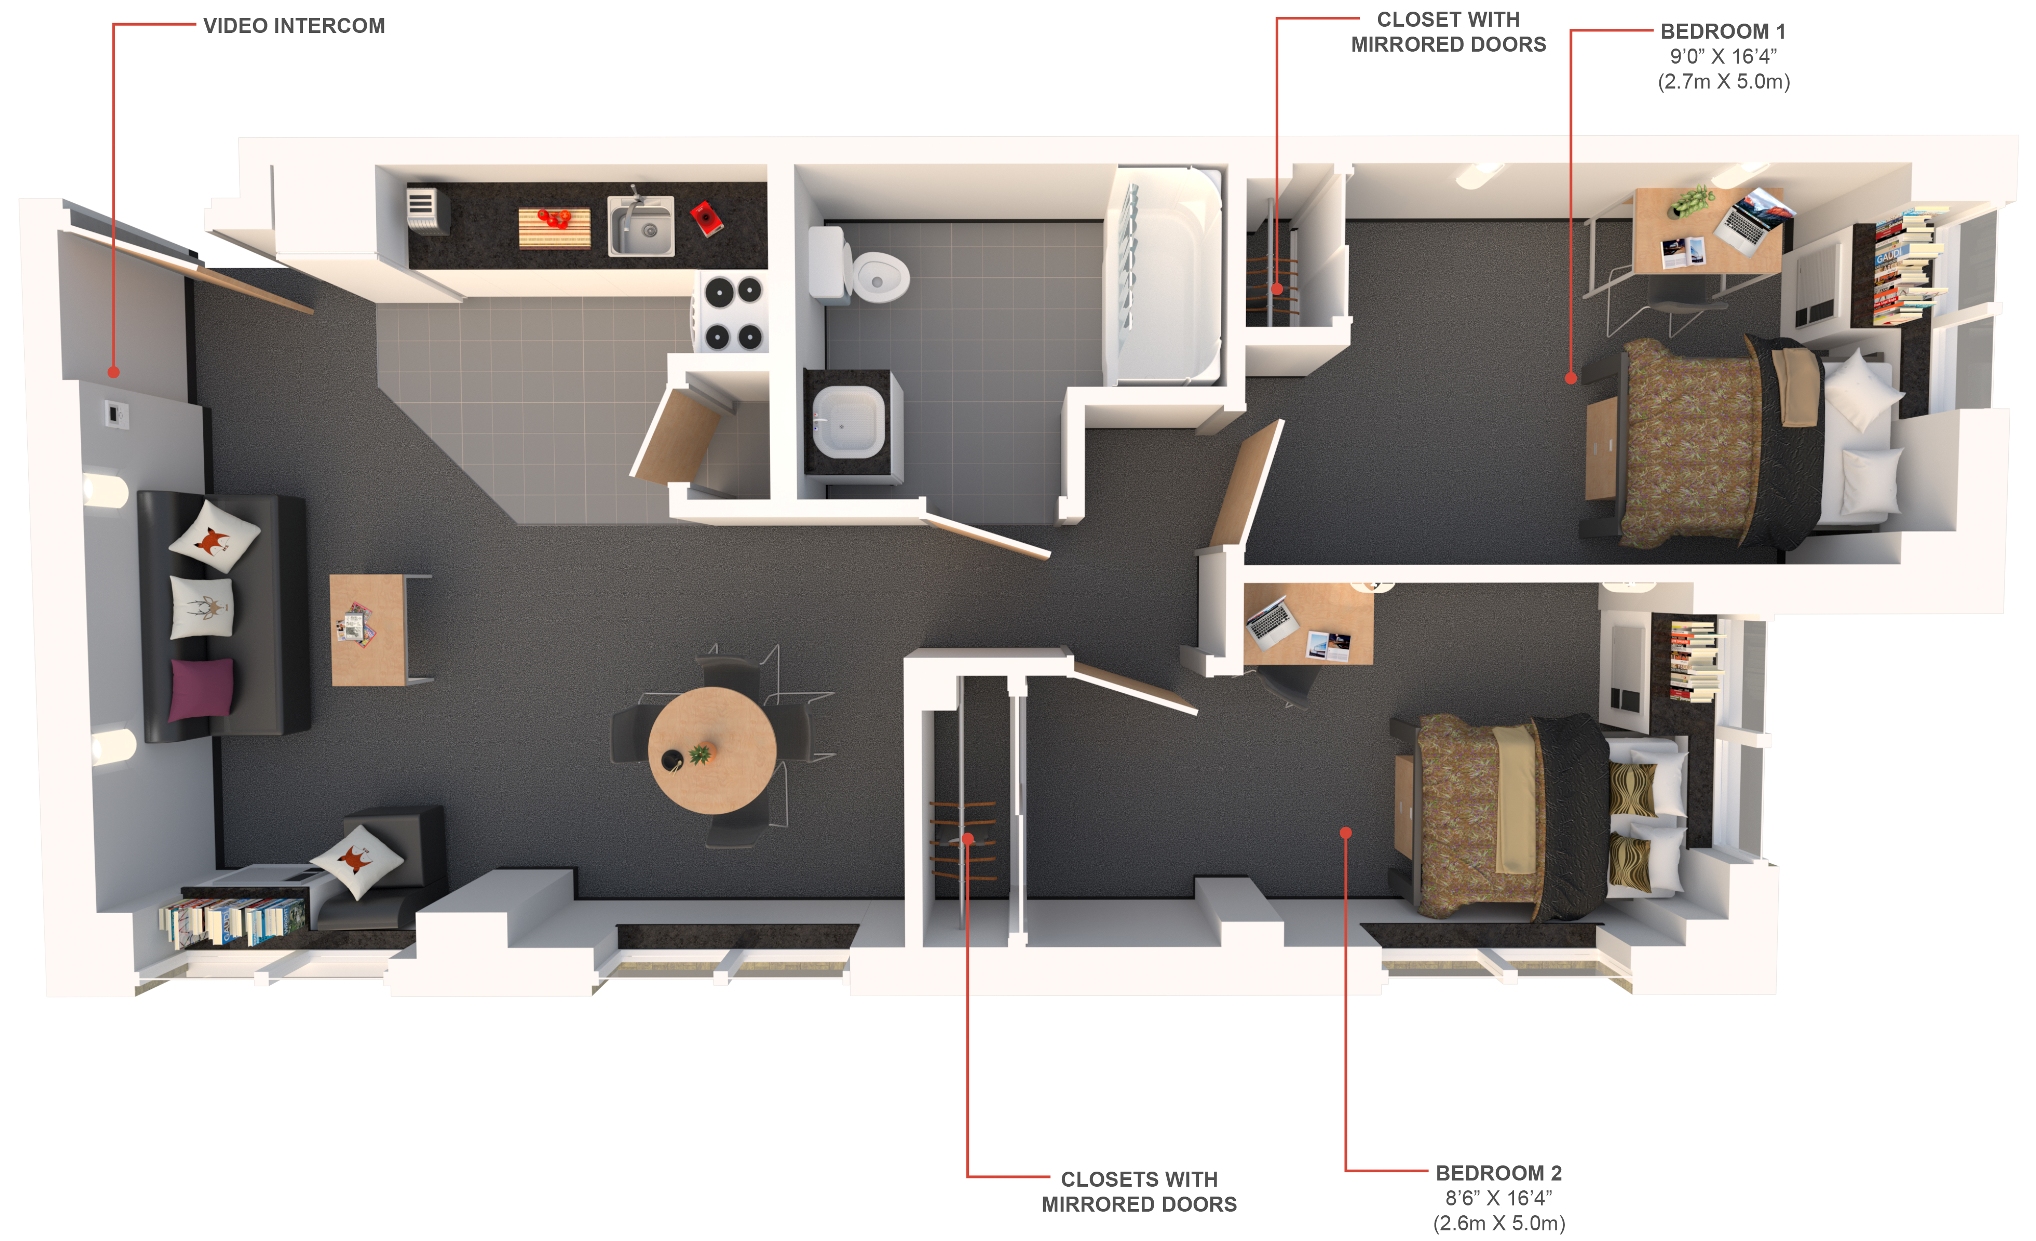 VIDEO INTERCOM
CLOSET WITH
MIRRORED DOORS
BEDROOM 1
9’0” X 16’4”
(2.7m X 5.0m)
GAUDI
CLOSETS WITH
MIRRORED DOORS
BEDROOM 2
8’6” X 16’4”
(2.6m X 5.0m)